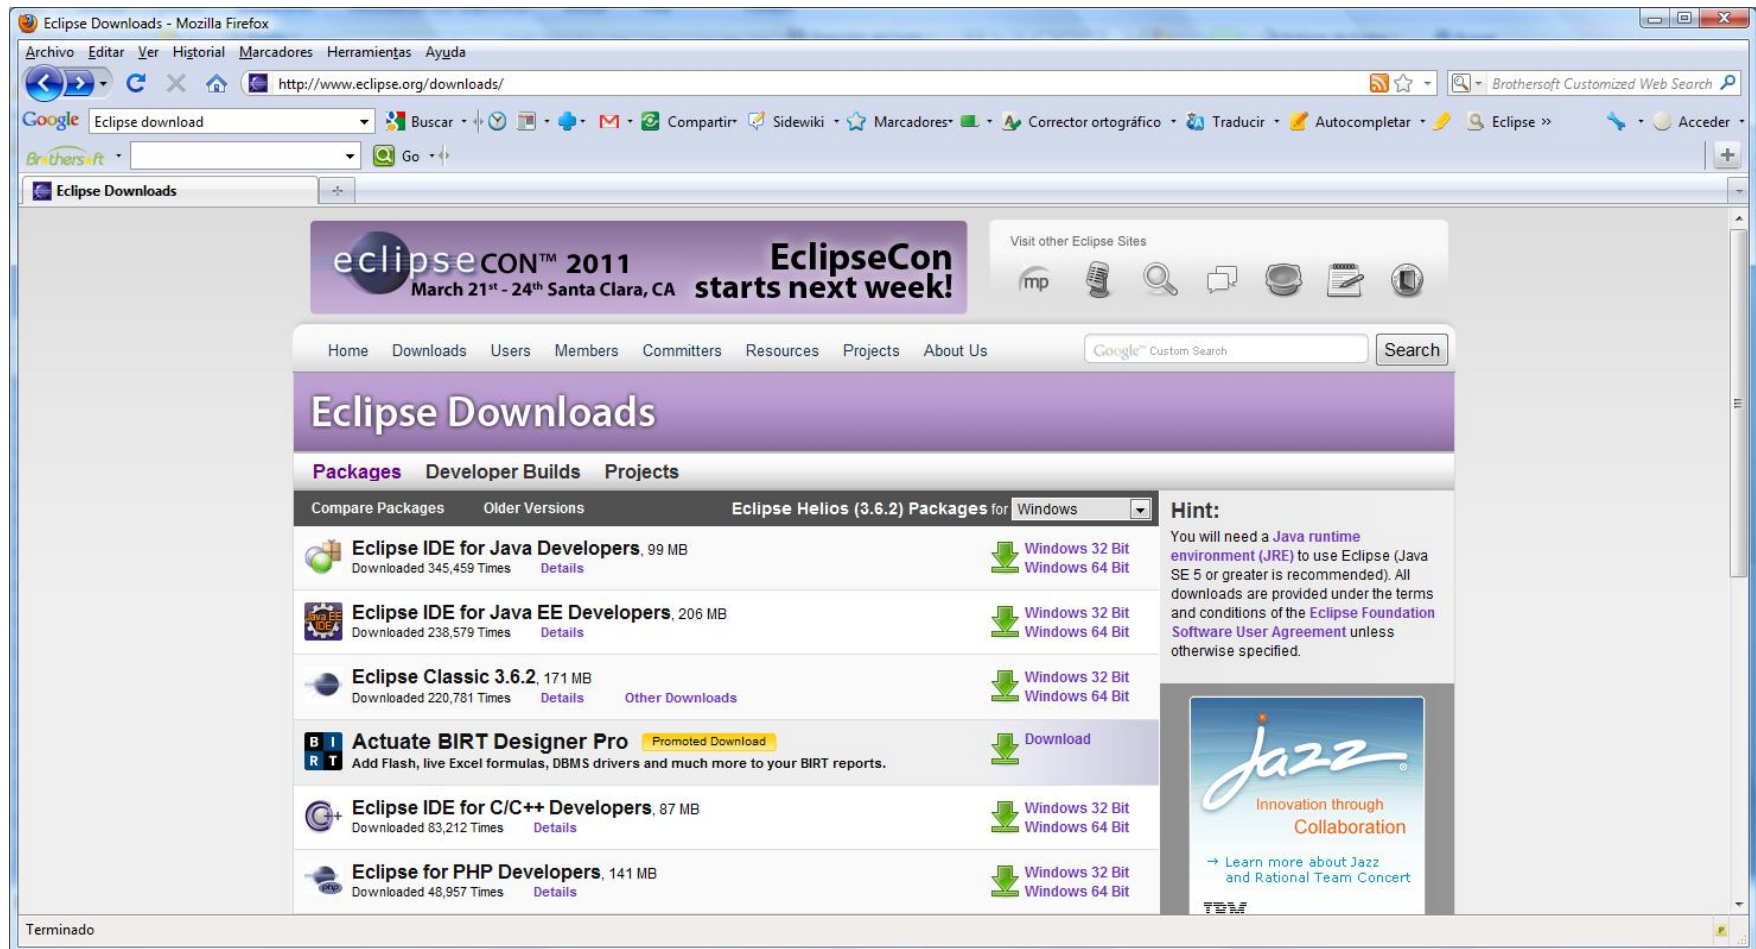 Eclipse Downloads - Mozilla Firefox
Archivo Editar Ver Historial Marcadores Herramientas Ayuda
http://www.eclipse.org/downloads/ Brothersoft Customized Web Search
Google Eclipse download Buscar Compartir Sidewiki Marcadores Corrector ortográfico Traducir Autocompletar Eclipse » Acceder
Brothersoft Go
Eclipse Downloads
eclipseCON™ 2011
March 21st - 24th Santa Clara, CA
EclipseCon
starts next week!
Visit other Eclipse Sites
mp
Home Downloads Users Members Committers Resources Projects About Us Google™ Custom Search Search
Eclipse Downloads
Packages Developer Builds Projects
Compare Packages Older Versions Eclipse Helios (3.6.2) Packages for Windows
Eclipse IDE for Java Developers, 99 MB
Downloaded 345,459 Times Details
Windows 32 Bit
Windows 64 Bit
Java EE
IDE
Eclipse IDE for Java EE Developers, 206 MB
Downloaded 238,579 Times Details
Windows 32 Bit
Windows 64 Bit
Eclipse Classic 3.6.2, 171 MB
Downloaded 220,781 Times Details Other Downloads
Windows 32 Bit
Windows 64 Bit
B I
R T
Actuate BIRT Designer Pro Promoted Download
Add Flash, live Excel formulas, DBMS drivers and much more to your BIRT reports.
Download
C++
Eclipse IDE for C/C++ Developers, 87 MB
Downloaded 83,212 Times Details
Windows 32 Bit
Windows 64 Bit
php
Eclipse for PHP Developers, 141 MB
Downloaded 48,957 Times Details
Windows 32 Bit
Windows 64 Bit
Hint:
You will need a Java runtime
environment (JRE) to use Eclipse (Java
SE 5 or greater is recommended). All
downloads are provided under the terms
and conditions of the Eclipse Foundation
Software User Agreement unless
otherwise specified.
Jazz
Innovation through
Collaboration
→ Learn more about Jazz
and Rational Team Concert
IBM
Terminado